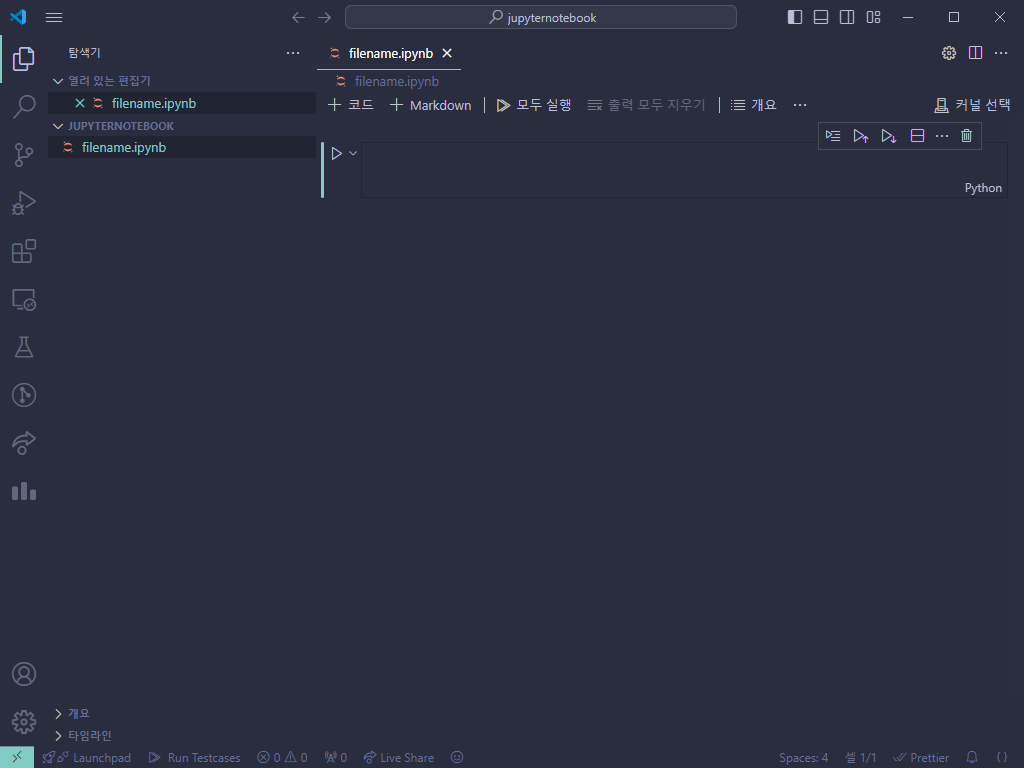 jupyternotebook
탐색기
열려 있는 편집기
filename.ipynb
JUPYTERNOTEBOOK
filename.ipynb
filename.ipynb
filename.ipynb
코드 Markdown 모두 실행 출력 모두 지우기 개요 커널 선택
Python
개요
타임라인
Launchpad Run Testcases 0 0 0 Live Share Spaces: 4 셀 1/1 Prettier